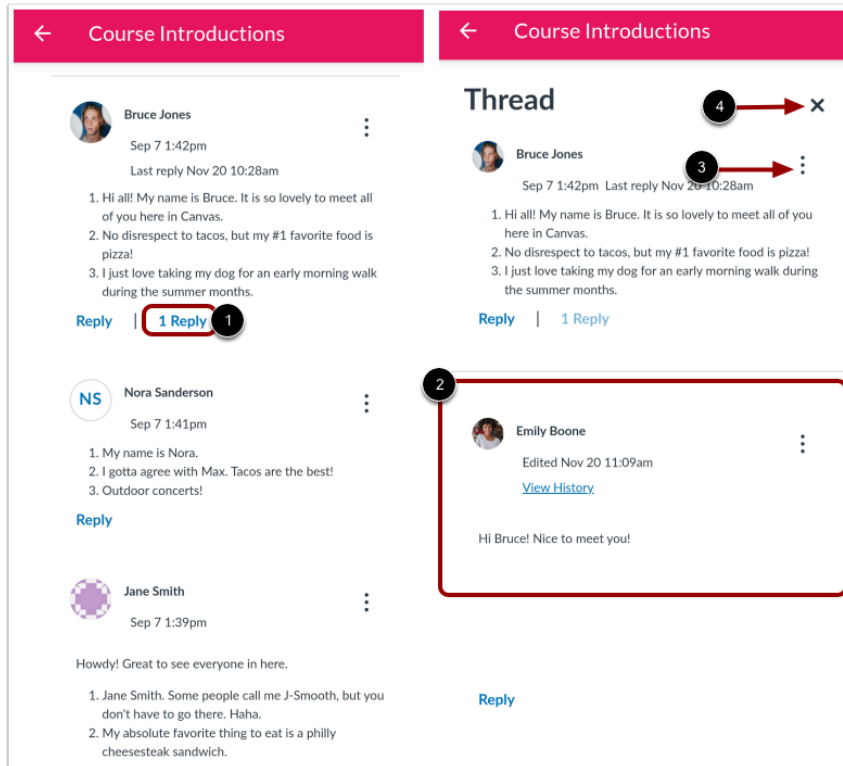 Course Introductions
Bruce Jones
Sep 7 1:42pm
Last reply Nov 20 10:28am
1. Hi all! My name is Bruce. It is so lovely to meet all
of you here in Canvas.
2. No disrespect to tacos, but my #1 favorite food is
pizza!
3. I just love taking my dog for an early morning walk
during the summer months.
Reply | 1 Reply 1
NS Nora Sanderson
Sep 7 1:41pm
1. My name is Nora.
2. I gotta agree with Max. Tacos are the best!
3. Outdoor concerts!
Reply
Jane Smith
Sep 7 1:39pm
Howdy! Great to see everyone in here.
1. Jane Smith. Some people call me J-Smooth, but you
don't have to go there. Haha.
2. My absolute favorite thing to eat is a philly
cheesesteak sandwich.
Course Introductions
Thread 4
Bruce Jones
3
Sep 7 1:42pm Last reply Nov 20 10:28am
1. Hi all! My name is Bruce. It is so lovely to meet all of you
here in Canvas.
2. No disrespect to tacos, but my #1 favorite food is pizza!
3. I just love taking my dog for an early morning walk during
the summer months.
Reply | 1 Reply
2
Emily Boone
Edited Nov 20 11:09am
View History
Hi Bruce! Nice to meet you!
Reply